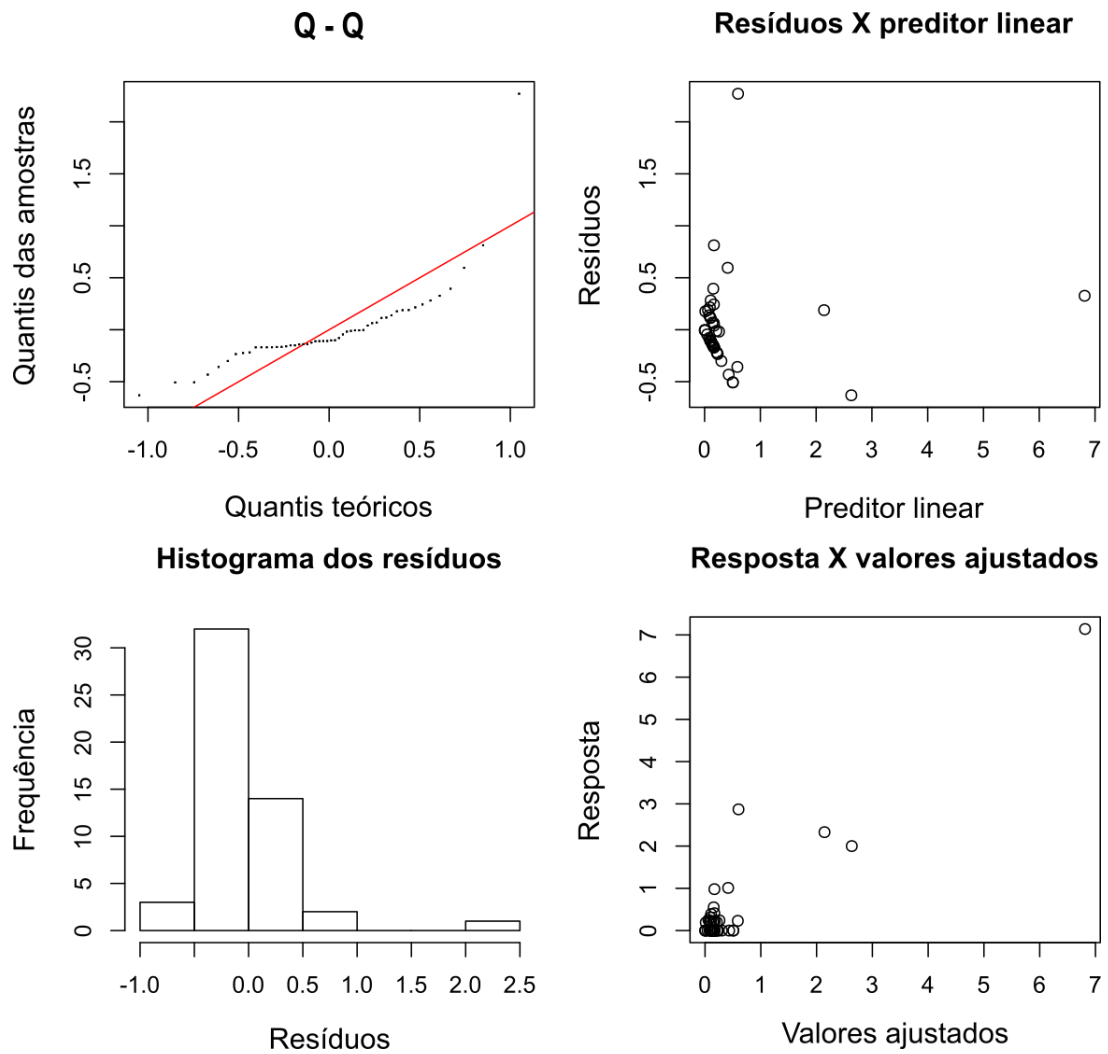 Q - Q
Quantis das amostras
1.5
0.5
-0.5
-1.0 -0.5 0.0 0.5 1.0
Quantis teóricos
Resíduos X preditor linear
Resíduos
1.5
0.5
-0.5
0 1 2 3 4 5 6 7
Preditor linear
Histograma dos resíduos
Frequência
30
25
20
15
10
5
0
-1.0 0.0 0.5 1.0 2.0 2.5
Resíduos
Resposta X valores ajustados
Resposta
7
6
5
4
3
2
1
0
0 1 2 3 4 5 6 7
Valores ajustados